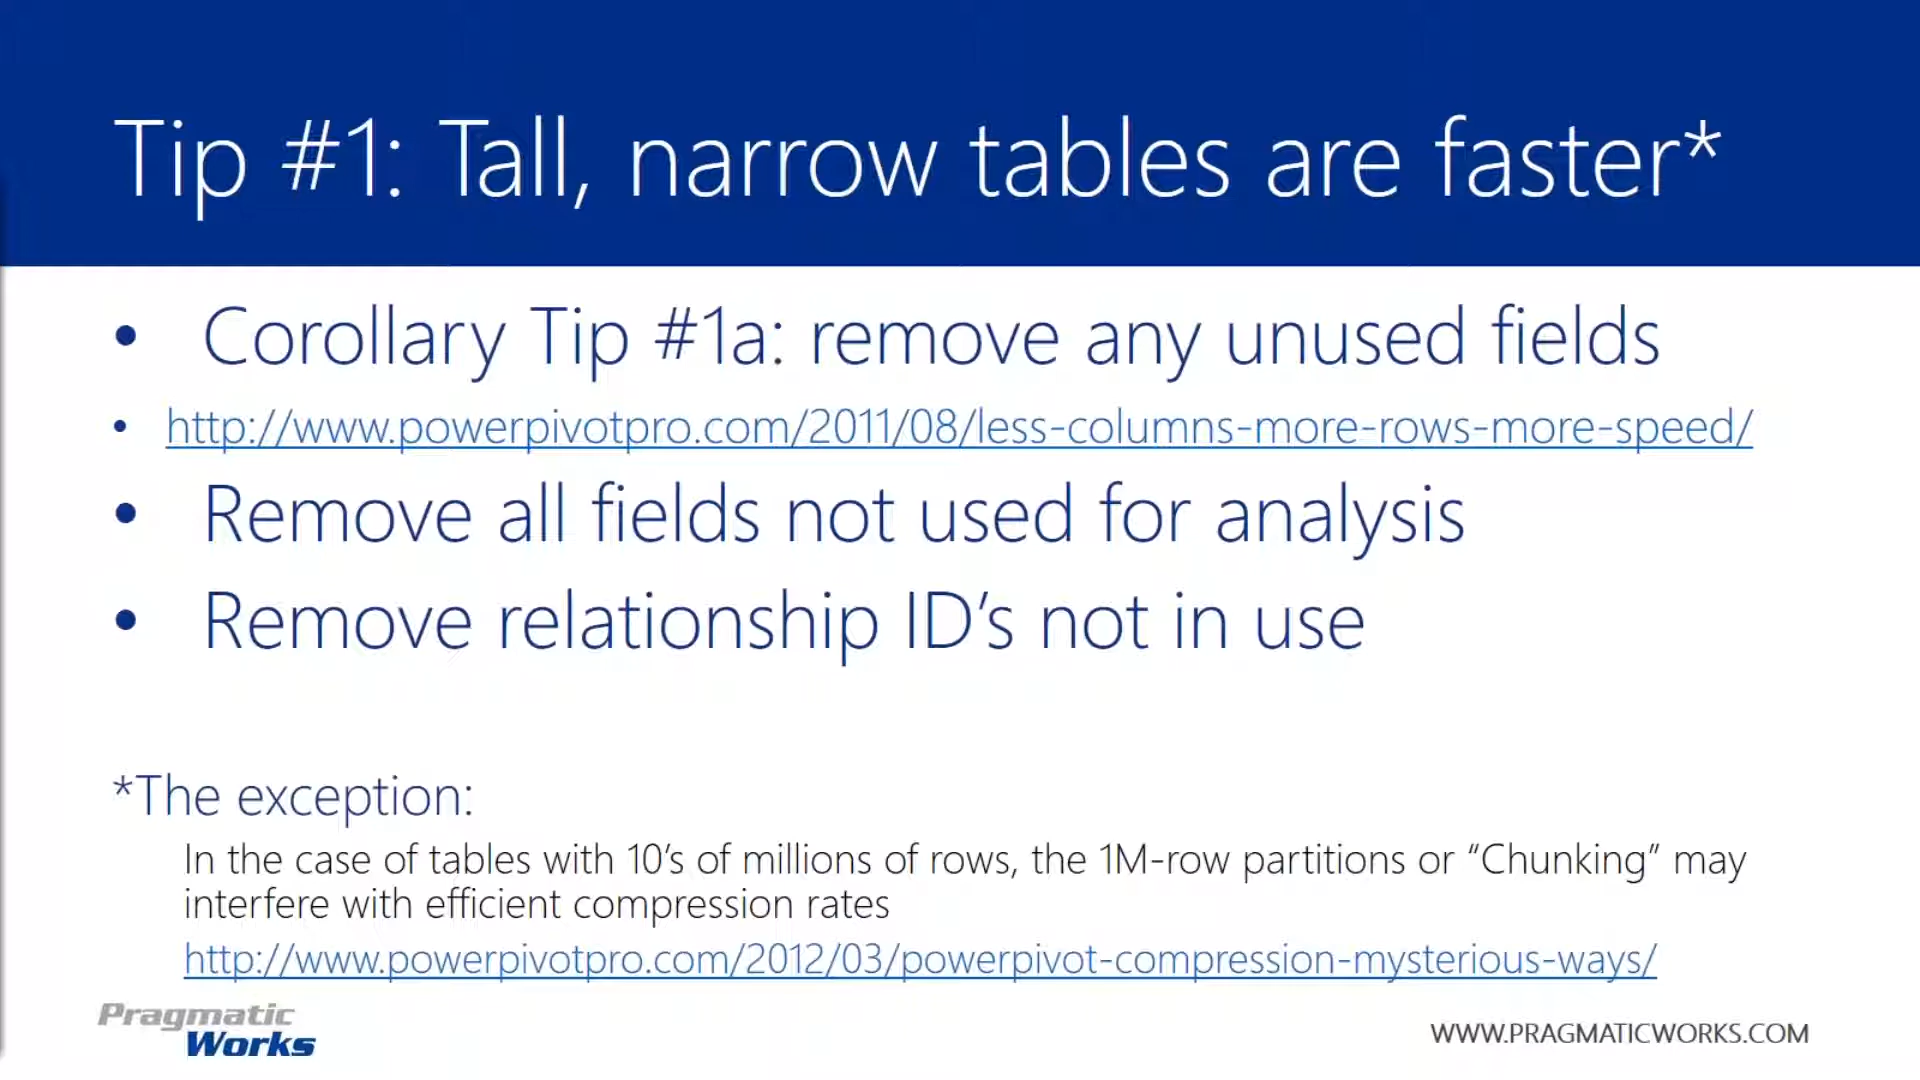 Tip #1: Tall, narrow tables are faster*
• Corollary Tip #1a: remove any unused fields
• http://www.powerpivotpro.com/2011/08/less-columns-more-rows-more-speed/
• Remove all fields not used for analysis
• Remove relationship ID’s not in use
*The exception:
In the case of tables with 10’s of millions of rows, the 1M-row partitions or “Chunking” may
interfere with efficient compression rates
http://www.powerpivotpro.com/2012/03/powerpivot-compression-mysterious-ways/
Pragmatic
Works
WWW.PRAGMATICWORKS.COM